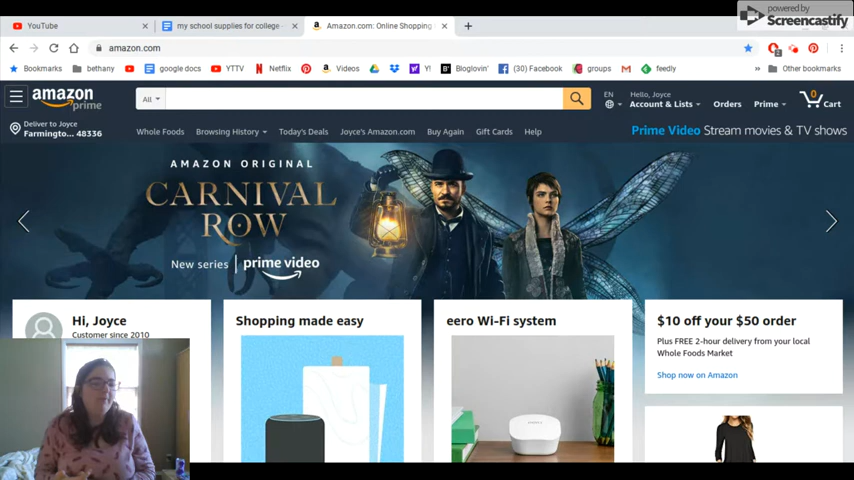 powered by
Screencastify
YouTube
my school supplies for college
Amazon.com: Online Shopping
amazon.com
Bookmarks
bethany
google docs
YTTV
Netflix
Videos
Y!
Bloglovin'
(30) Facebook
groups
feedly
Other bookmarks
amazon
prime
All
EN
Hello, Joyce
Account & Lists
Orders
Prime
0
Cart
Deliver to Joyce
Farmingto... 48336
Whole Foods
Browsing History
Today's Deals
Joyce's Amazon.com
Buy Again
Gift Cards
Help
Prime Video Stream movies & TV shows
AMAZON ORIGINAL
CARNIVAL
ROW
New series | prime video
Hi, Joyce
Customer since 2010
Shopping made easy
eero Wi-Fi system
$10 off your $50 order
Plus FREE 2-hour delivery from your local
Whole Foods Market
Shop now on Amazon